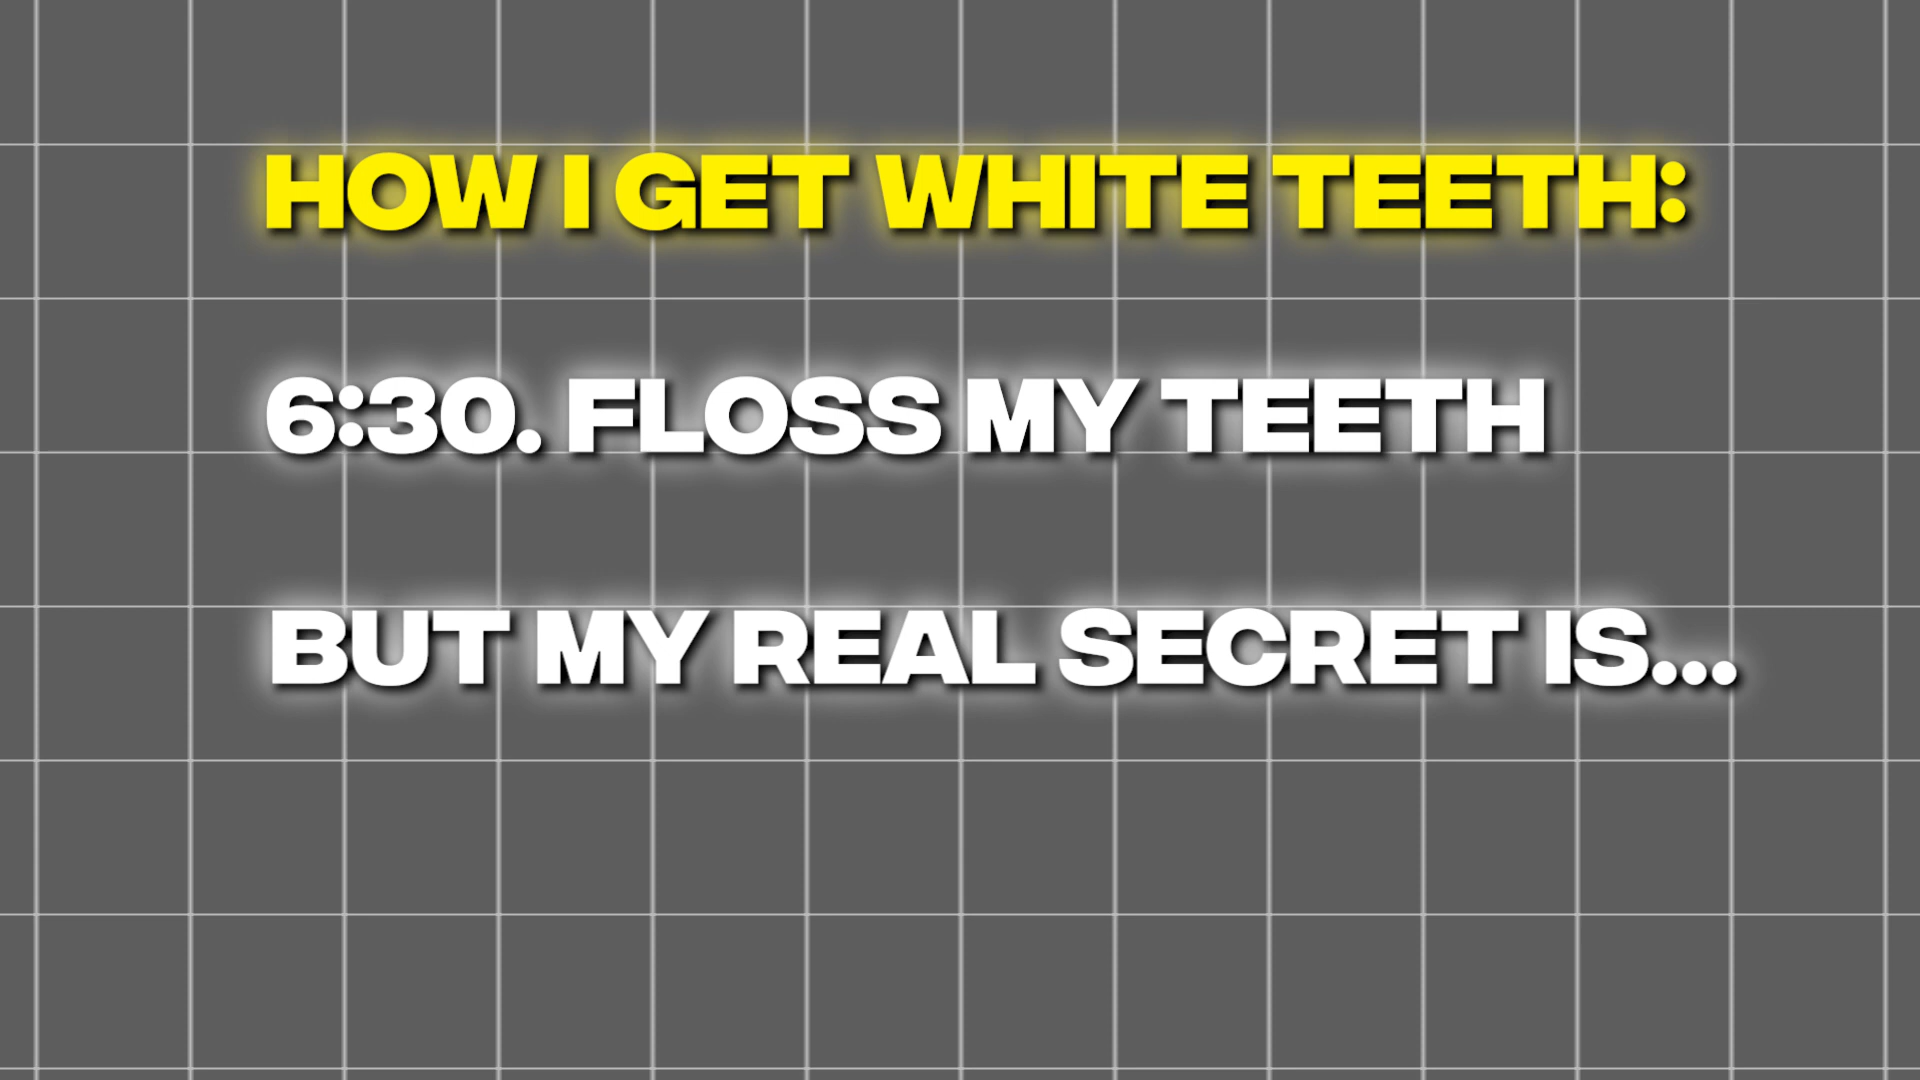 HOW I GET WHITE TEETH:
6:30. FLOSS MY TEETH
BUT MY REAL SECRET IS...